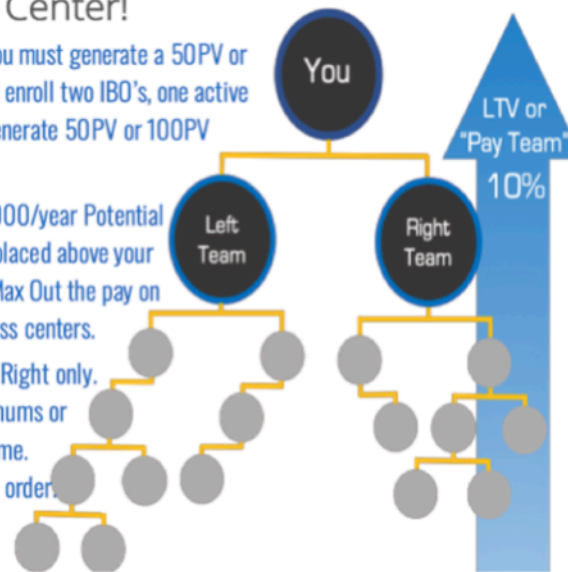 Center!
ou must generate a 50PV or
enroll two IBO's, one active
enerate 50PV or 100PV
000/year Potential
placed above your
Max Out the pay on
ss centers.
Right only.
nums or
me.
order.
You
Left
Team
Right
Team
LTV or
"Pay Team"
10%